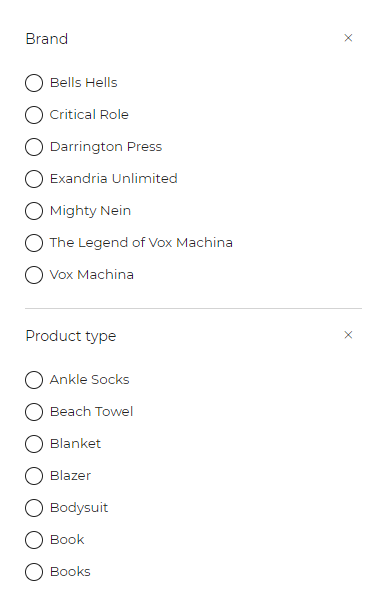 Brand
Bells Hells
Critical Role
Darrington Press
Exandria Unlimited
Mighty Nein
The Legend of Vox Machina
Vox Machina
Product type
Ankle Socks
Beach Towel
Blanket
Blazer
Bodysuit
Book
Books